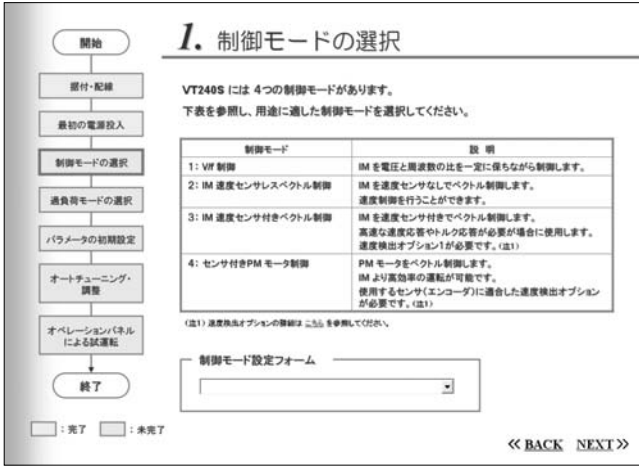 開始
据付・配線
最初の電源投入
制御モードの選択
過負荷モードの選択
パラメータの初期設定
オートチューニング・
調整
オペレーションパネル
による試運転
終了
:完了 :未完了
1. 制御モードの選択
VT240S には 4つの制御モードがあります。
下表を参照し、用途に適した制御モードを選択してください。
制御モード 説 明
1: V/f 制御 IM を電圧と周波数の比を一定に保ちながら制御します。
2: IM 速度センサレスベクトル制御 IM を速度センサなしでベクトル制御します。
速度制御を行うことができます。
3: IM 速度センサ付きベクトル制御 IM を速度センサ付きでベクトル制御します。
高速な速度応答やトルク応答が必要が場合に使用します。
速度検出オプション1が必要です。(注1)
4: センサ付きPM モータ制御 PM モータをベクトル制御します。
IM より高効率の運転が可能です。
使用するセンサ(エンコーダ)に適合した速度検出オプション
が必要です。(注1)
(注1) 速度検出オプションの詳細は こちら を参照してください。
制御モード設定フォーム
≪ BACK NEXT ≫